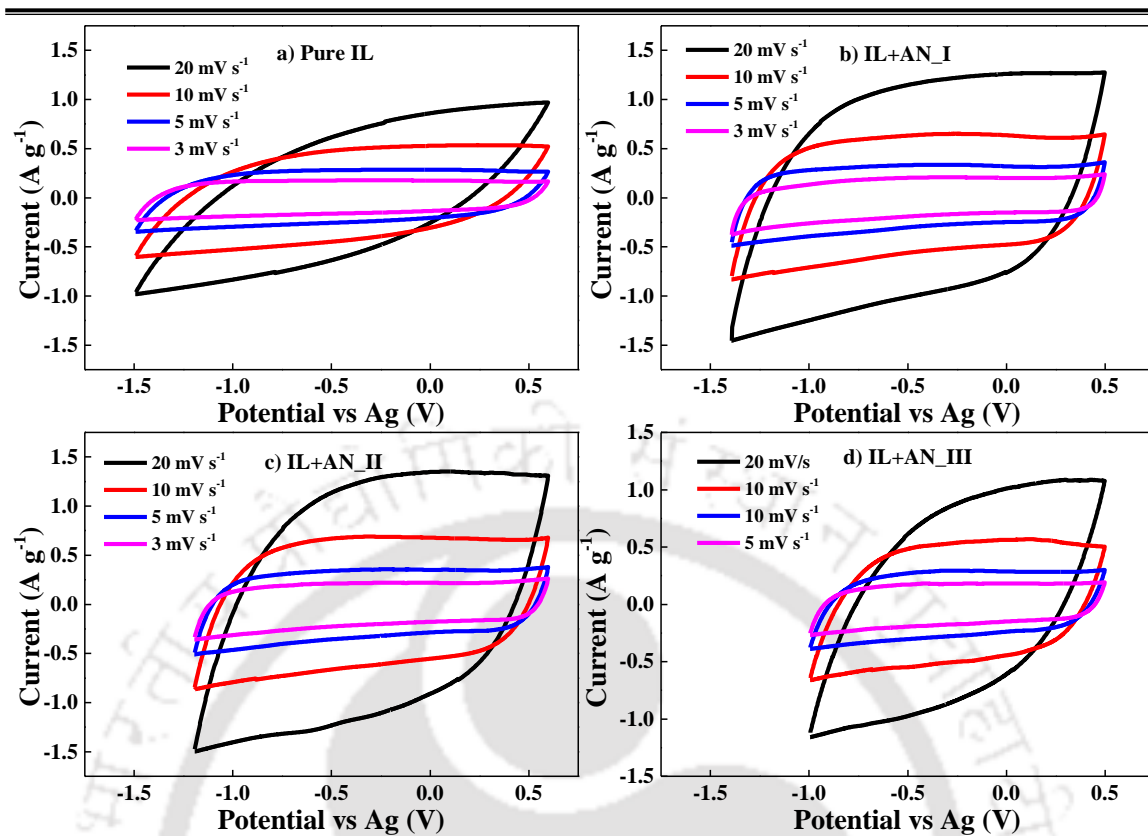 a) Pure IL
20 mV s⁻¹
10 mV s⁻¹
5 mV s⁻¹
3 mV s⁻¹
Current (A g⁻¹)
1.5
1.0
0.5
0.0
-0.5
-1.0
-1.5
-1.5 -1.0 -0.5 0.0 0.5
Potential vs Ag (V)
b) IL+AN_I
20 mV s⁻¹
10 mV s⁻¹
5 mV s⁻¹
3 mV s⁻¹
Current (A g⁻¹)
1.5
1.0
0.5
0.0
-0.5
-1.0
-1.5
-1.5 -1.0 -0.5 0.0 0.5
Potential vs Ag (V)
c) IL+AN_II
20 mV s⁻¹
10 mV s⁻¹
5 mV s⁻¹
3 mV s⁻¹
Current (A g⁻¹)
1.5
1.0
0.5
0.0
-0.5
-1.0
-1.5
-1.5 -1.0 -0.5 0.0 0.5
Potential vs Ag (V)
d) IL+AN_III
20 mV/s
10 mV s⁻¹
10 mV s⁻¹
5 mV s⁻¹
Current (A g⁻¹)
1.5
1.0
0.5
0.0
-0.5
-1.0
-1.5
-1.5 -1.0 -0.5 0.0 0.5
Potential vs Ag (V)